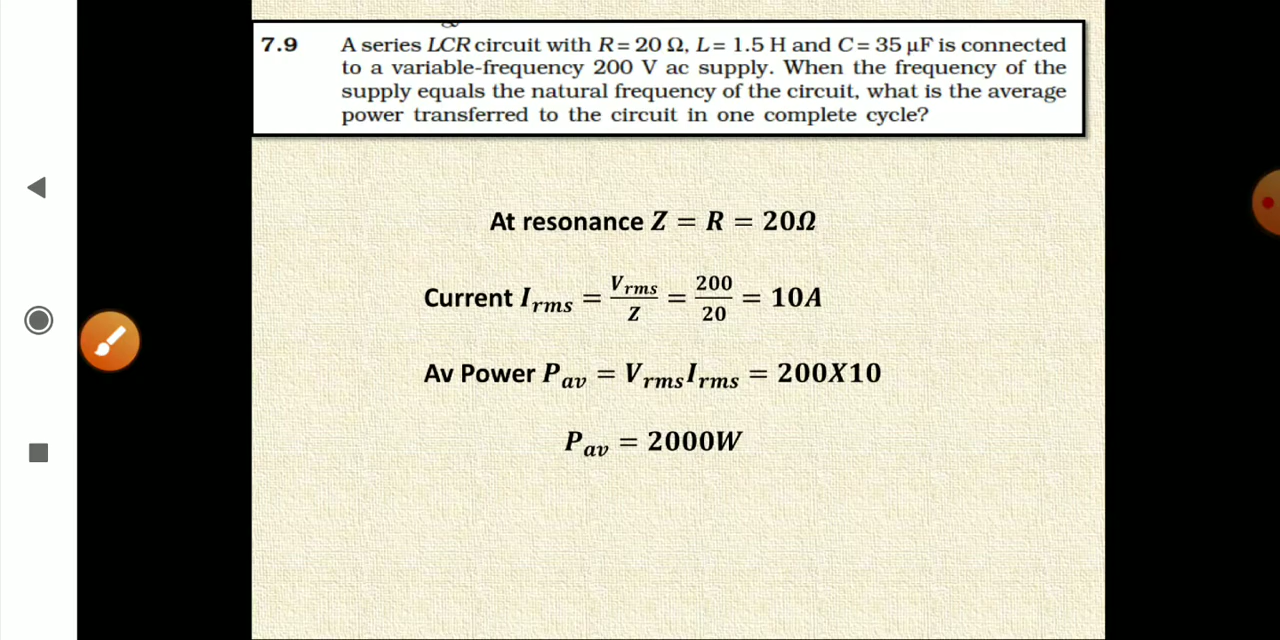 7.9 A series LCR circuit with R = 20 Ω, L = 1.5 H and C = 35 μF is connected
to a variable-frequency 200 V ac supply. When the frequency of the
supply equals the natural frequency of the circuit, what is the average
power transferred to the circuit in one complete cycle?
At resonance Z = R = 20Ω
Current I_rms = V_rms/Z = 200/20 = 10A
Av Power P_av = V_rms I_rms = 200X10
P_av = 2000W